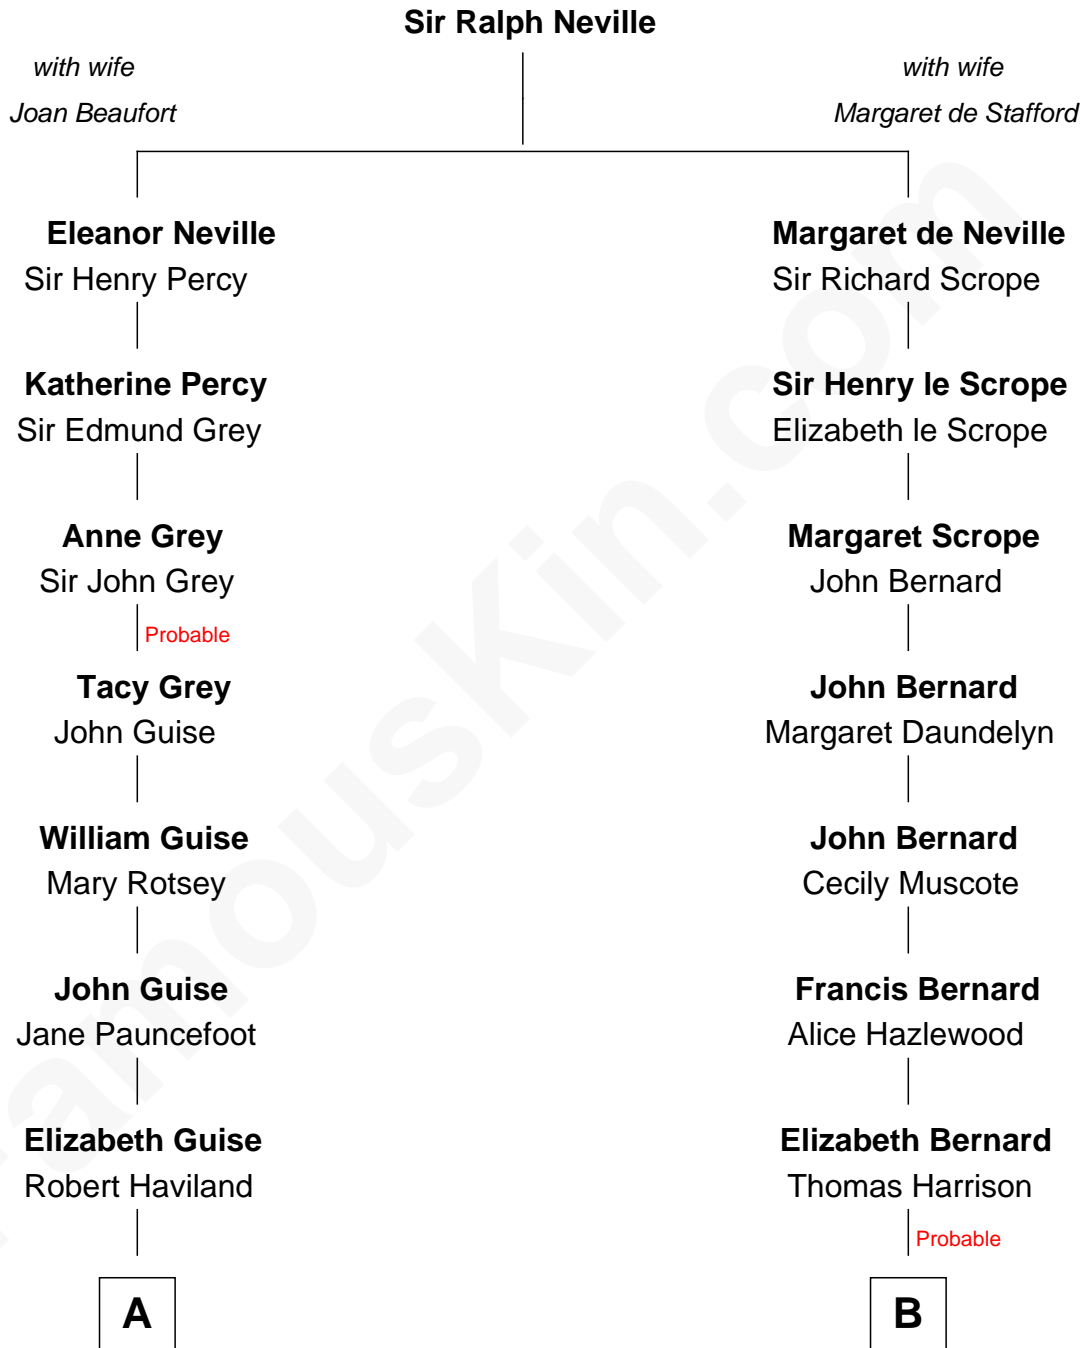 Sir Ralph Neville
with wife
Joan Beaufort
with wife
Margaret de Stafford
Eleanor Neville
Sir Henry Percy
Margaret de Neville
Sir Richard Scrope
Katherine Percy
Sir Edmund Grey
Sir Henry le Scrope
Elizabeth le Scrope
Anne Grey
Sir John Grey
Margaret Scrope
John Bernard
Probable
Tacy Grey
John Guise
John Bernard
Margaret Daundelyn
William Guise
Mary Rotsey
John Bernard
Cecily Muscote
John Guise
Jane Pauncefoot
Francis Bernard
Alice Hazlewood
Elizabeth Guise
Robert Haviland
Elizabeth Bernard
Thomas Harrison
Probable
A
B
FamousKin.com